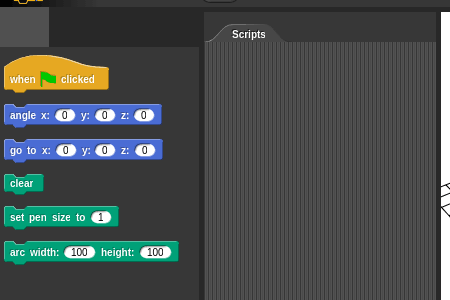 Scripts
when clicked
angle x: 0 y: 0 z: 0
go to x: 0 y: 0 z: 0
clear
set pen size to 1
arc width: 100 height: 100